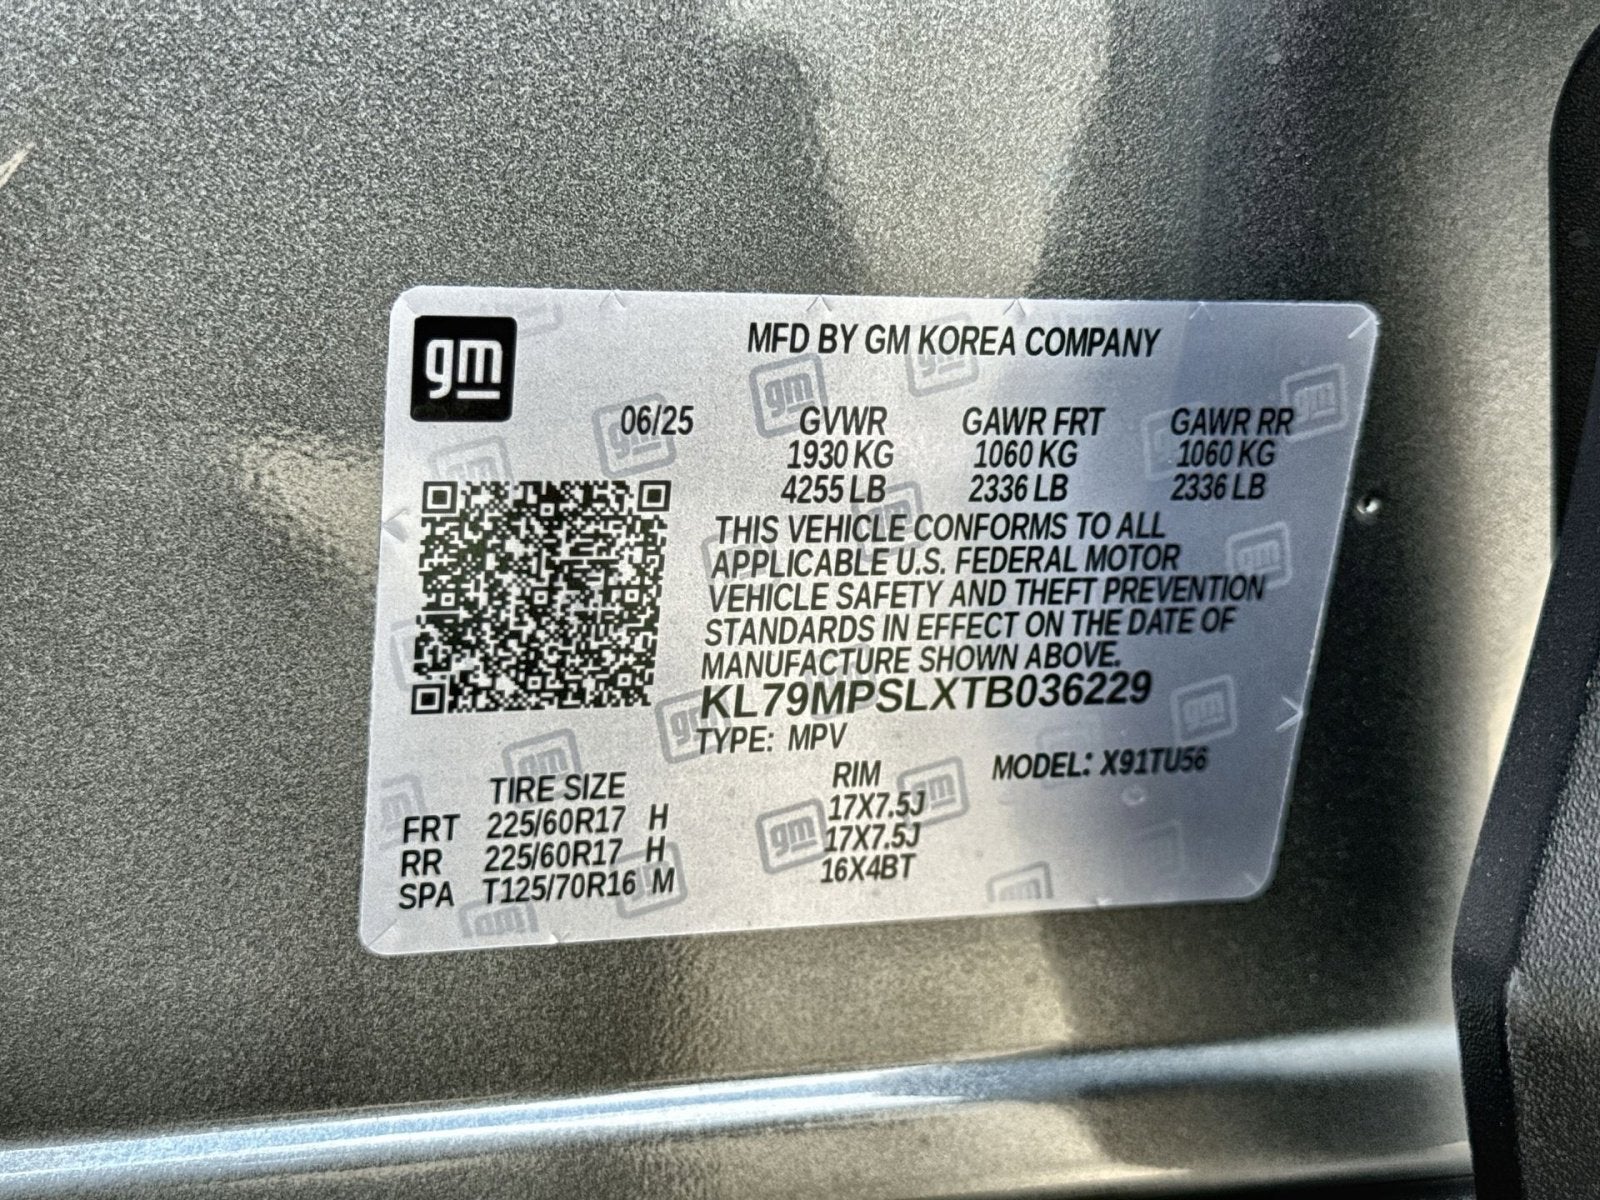 gm
MFD BY GM KOREA COMPANY
06/25 GVWR GAWR FRT GAWR RR
1930 KG 1060 KG 1060 KG
4255 LB 2336 LB 2336 LB
THIS VEHICLE CONFORMS TO ALL
APPLICABLE U.S. FEDERAL MOTOR
VEHICLE SAFETY AND THEFT PREVENTION
STANDARDS IN EFFECT ON THE DATE OF
MANUFACTURE SHOWN ABOVE.
KL79MPSLXTB036229
TYPE: MPV MODEL: X91TU56
TIRE SIZE RIM
FRT 225/60R17 H 17X7.5J
RR 225/60R17 H 17X7.5J
SPA T125/70R16 M 16X4BT